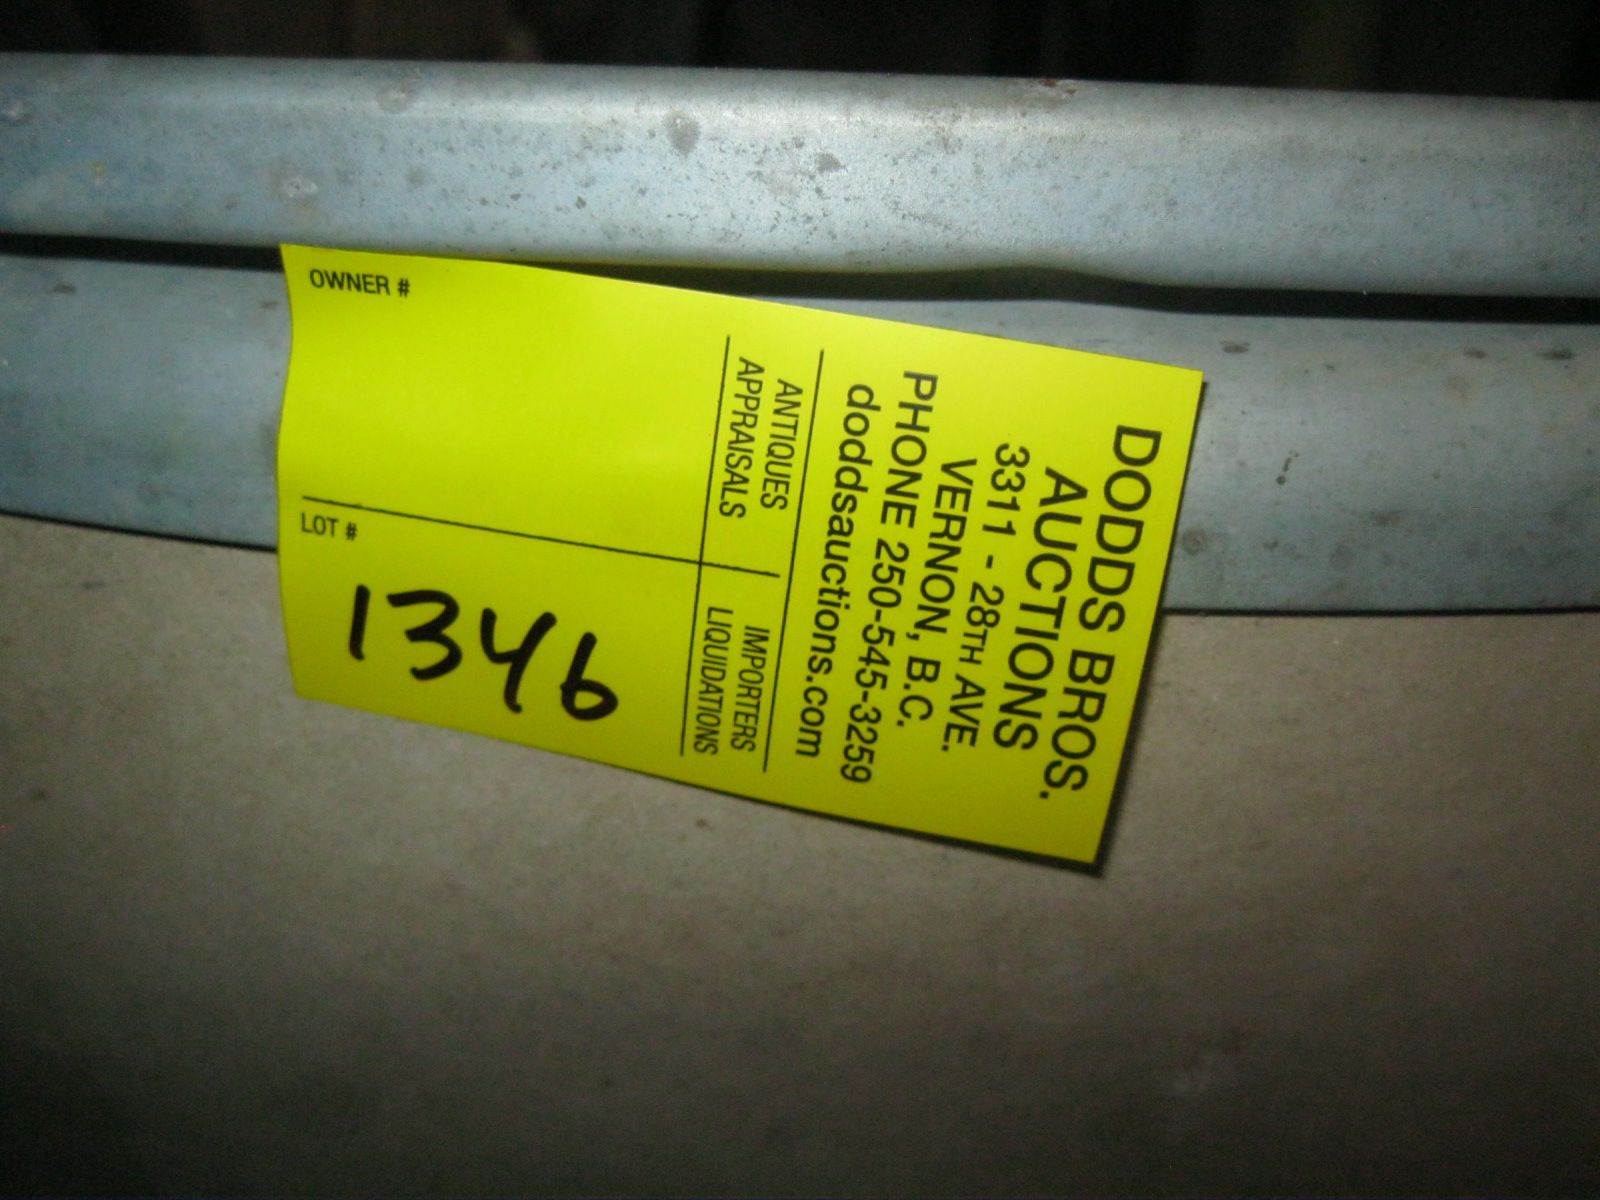 DODDS BROS.
AUCTIONS
3311 - 28TH AVE.
VERNON, B.C.
PHONE 250-545-3259
doddsauctions.com
ANTIQUES
APPRAISALS
IMPORTERS
LIQUIDATIONS
OWNER #
LOT #
1346